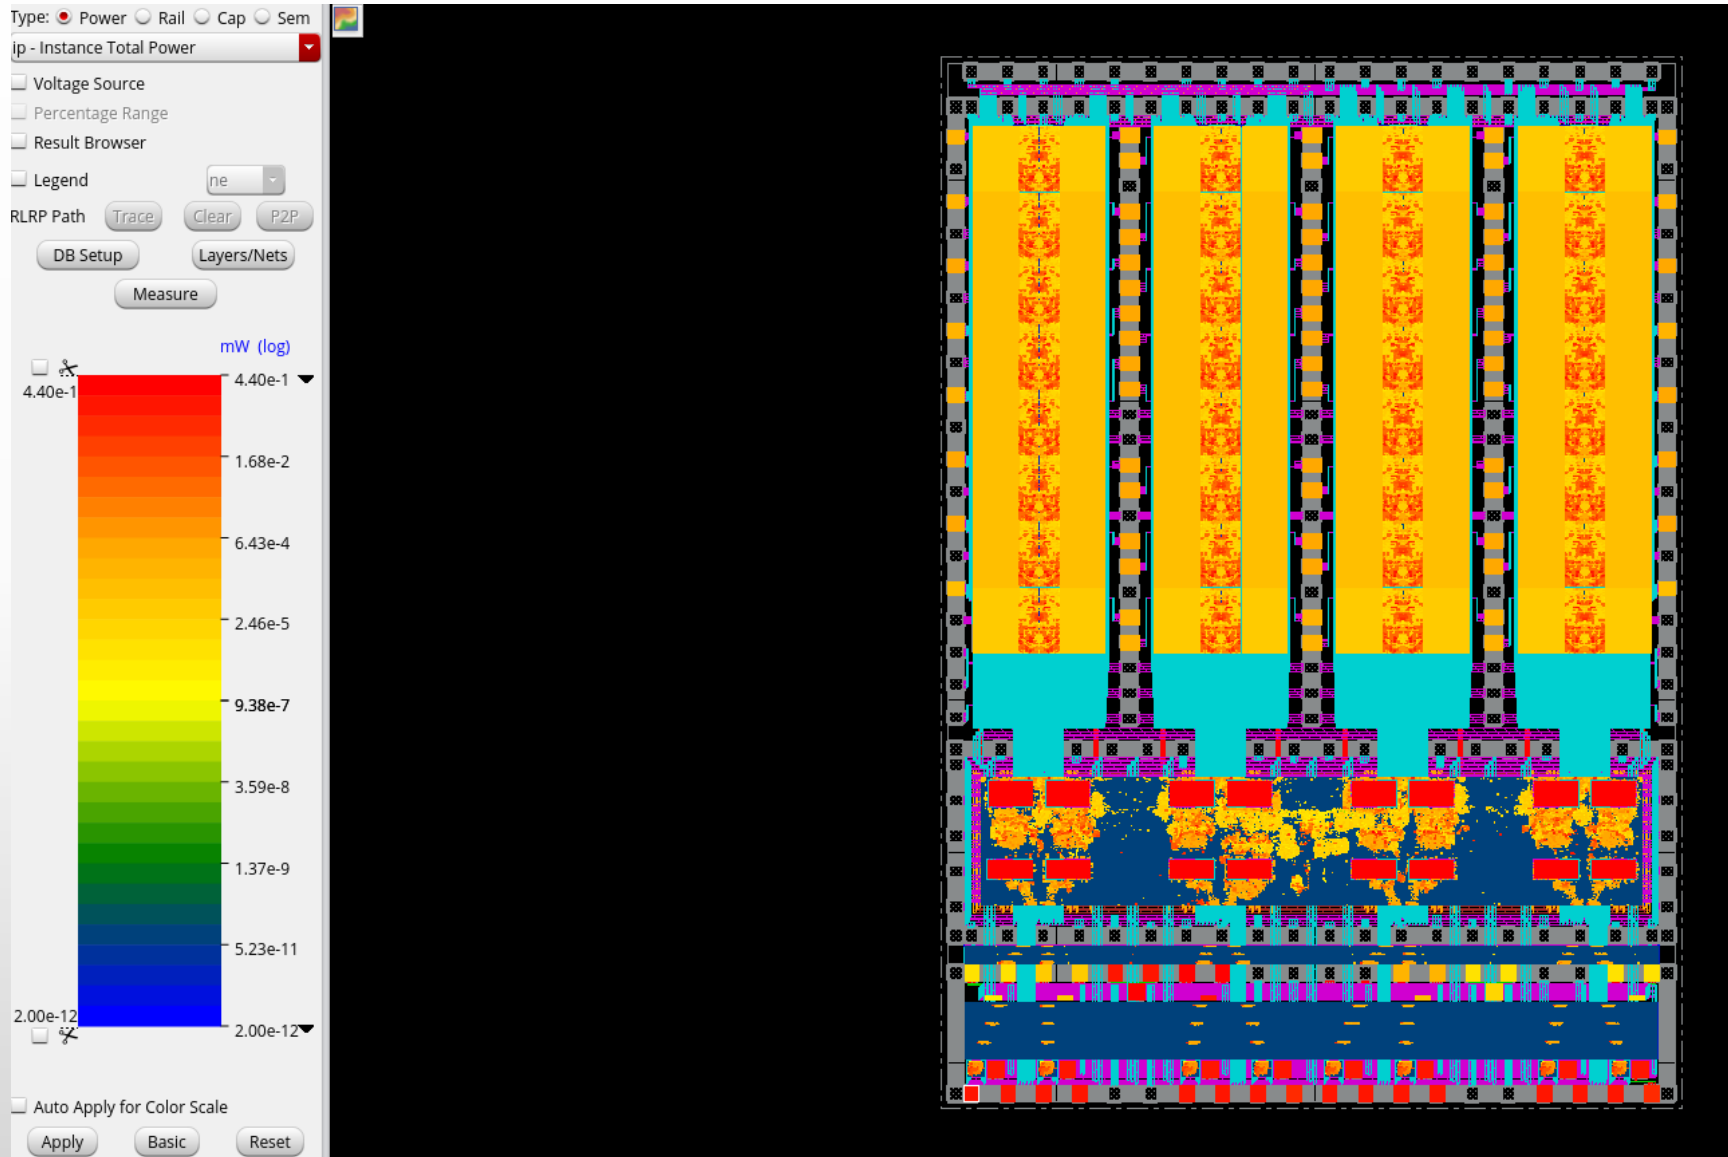 Type: Power Rail Cap Sem
ip - Instance Total Power
Voltage Source
Percentage Range
Result Browser
Legend ne
RLRP Path Trace Clear P2P
DB Setup Layers/Nets
Measure
mW (log)
4.40e-1 4.40e-1
1.68e-2
6.43e-4
2.46e-5
9.38e-7
3.59e-8
1.37e-9
5.23e-11
2.00e-12 2.00e-12
Auto Apply for Color Scale
Apply Basic Reset